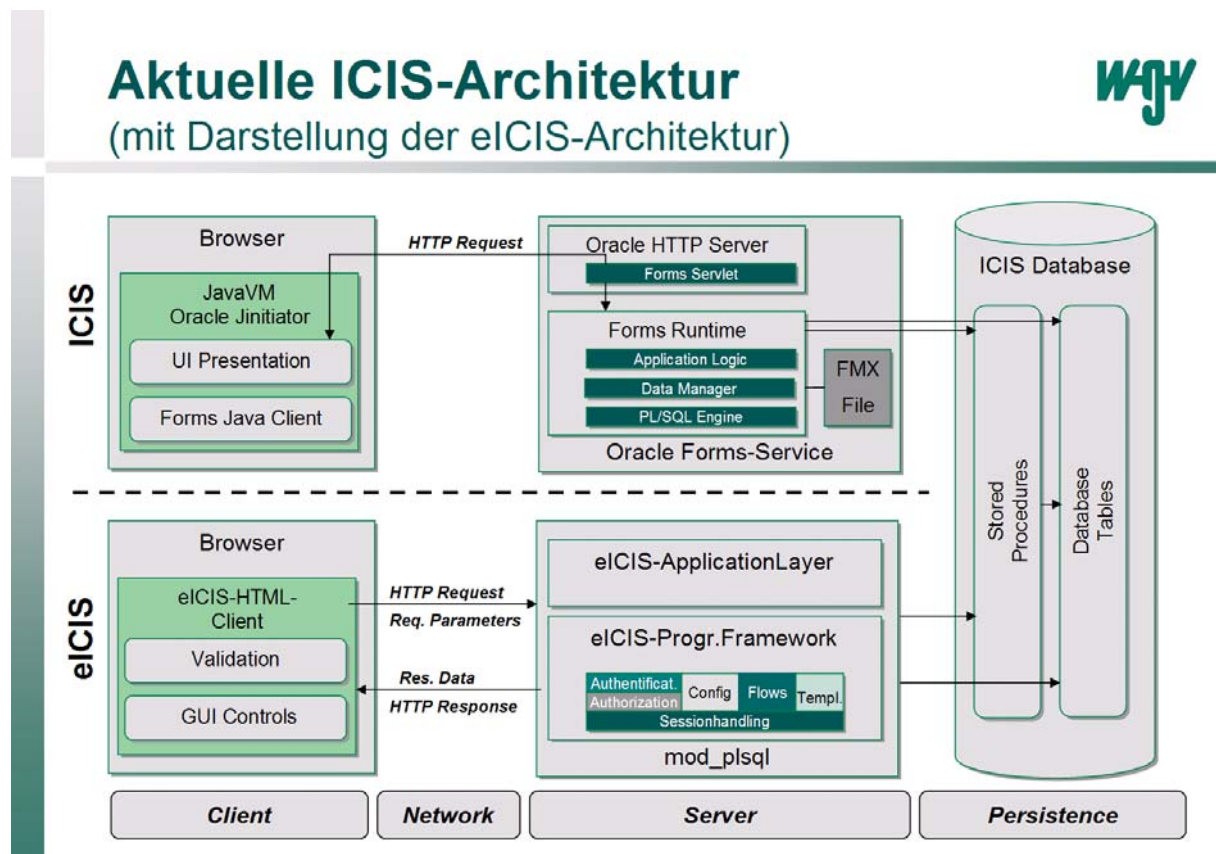 Aktuelle ICIS-Architektur
(mit Darstellung der eICIS-Architektur)
WGV
ICIS
Browser
JavaVM
Oracle Jinitiator
UI Presentation
Forms Java Client
HTTP Request
Oracle HTTP Server
Forms Servlet
Forms Runtime
Application Logic
Data Manager
PL/SQL Engine
FMX
File
Oracle Forms-Service
ICIS Database
Stored
Procedures
Database
Tables
eICIS
Browser
eICIS-HTML-
Client
Validation
GUI Controls
HTTP Request
Req. Parameters
Res. Data
HTTP Response
eICIS-ApplicationLayer
eICIS-Progr.Framework
Authentificat.
Authorization
Config
Flows
Templ.
Sessionhandling
mod_plsql
Client
Network
Server
Persistence